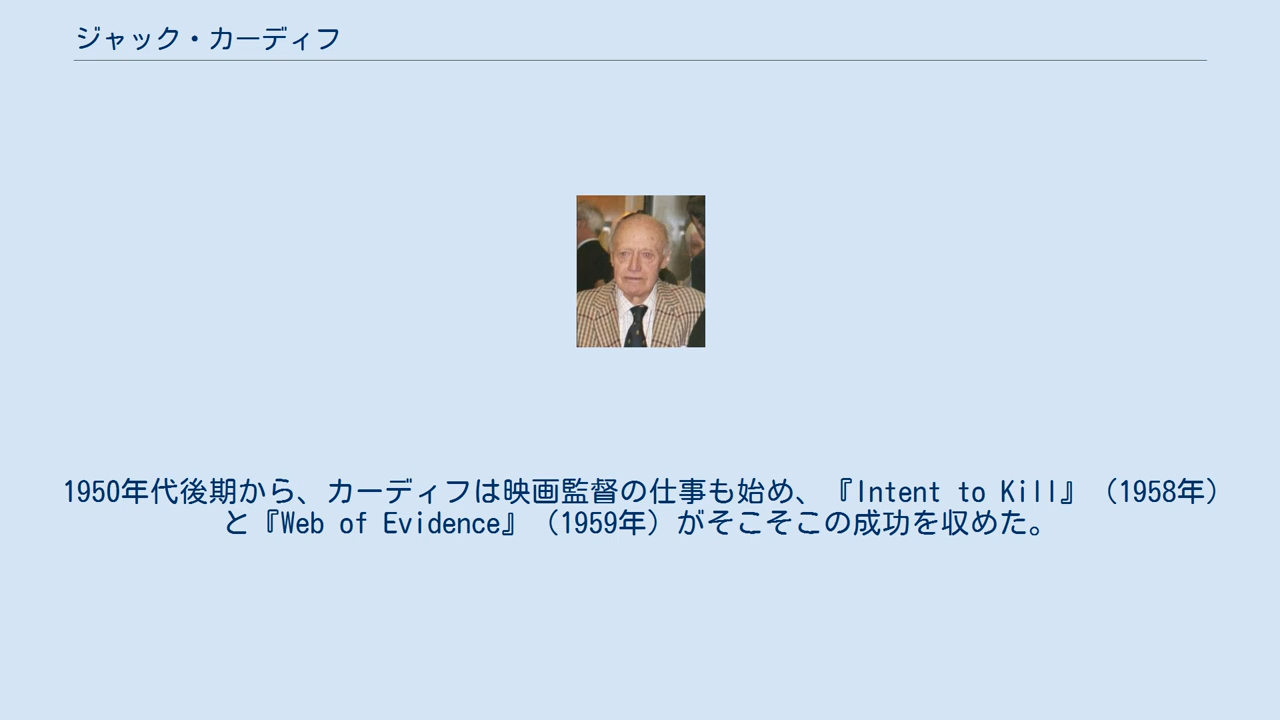 ジャック・カーディフ
1950年代後期から、カーディフは映画監督の仕事も始め、『Intent to Kill』（1958年）
と『Web of Evidence』（1959年）がそこそこの成功を収めた。